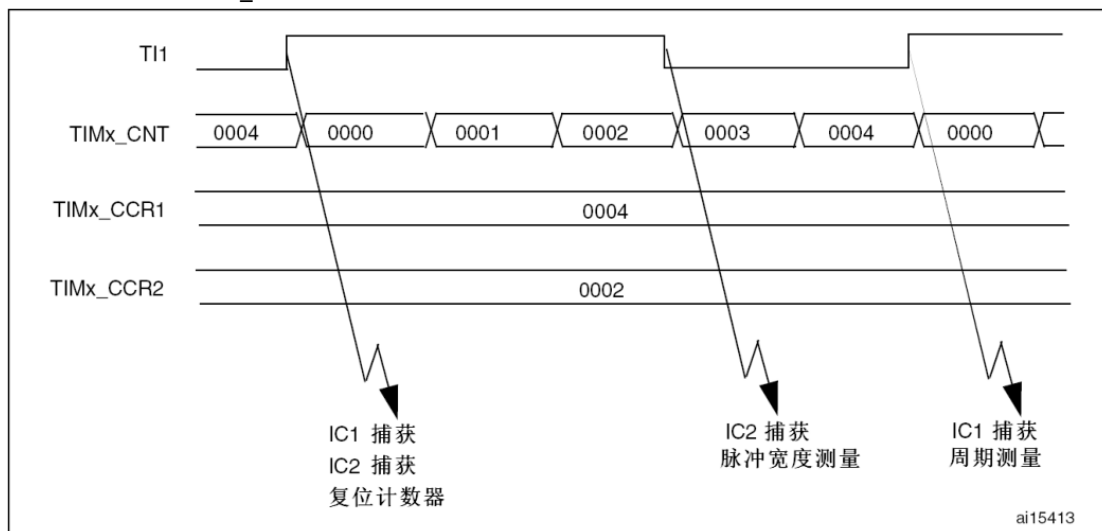 TI1
TIMx_CNT 0004 0000 0001 0002 0003 0004 0000
TIMx_CCR1 0004
TIMx_CCR2 0002
IC1 捕获
IC2 捕获
复位计数器
IC2 捕获
脉冲宽度测量
IC1 捕获
周期测量
ai15413